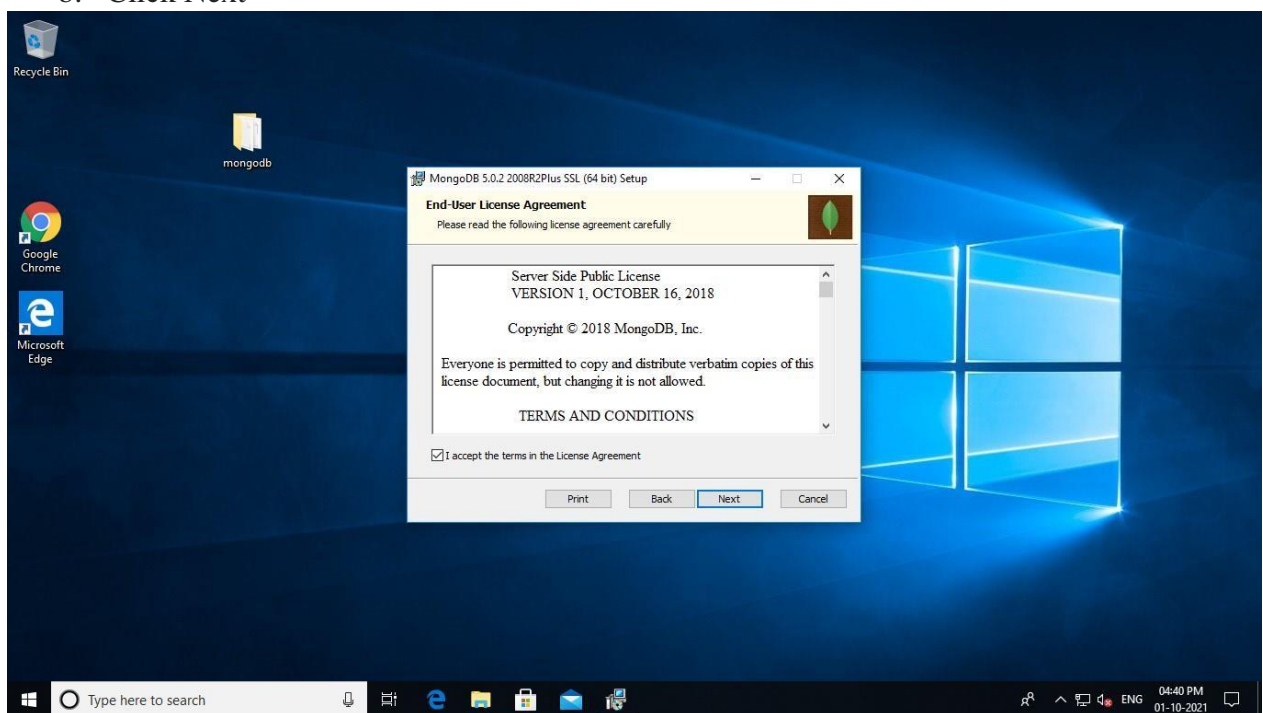 Click Next
Recycle Bin
mongodb
MongoDB 5.0.2 2008R2Plus SSL (64 bit) Setup
End-User License Agreement
Please read the following license agreement carefully
Google
Chrome
Server Side Public License
VERSION 1, OCTOBER 16, 2018
Copyright © 2018 MongoDB, Inc.
Everyone is permitted to copy and distribute verbatim copies of this
license document, but changing it is not allowed.
TERMS AND CONDITIONS
Microsoft
Edge
I accept the terms in the License Agreement
Print Back Next Cancel
Type here to search
ENG
04:40 PM
01-10-2021